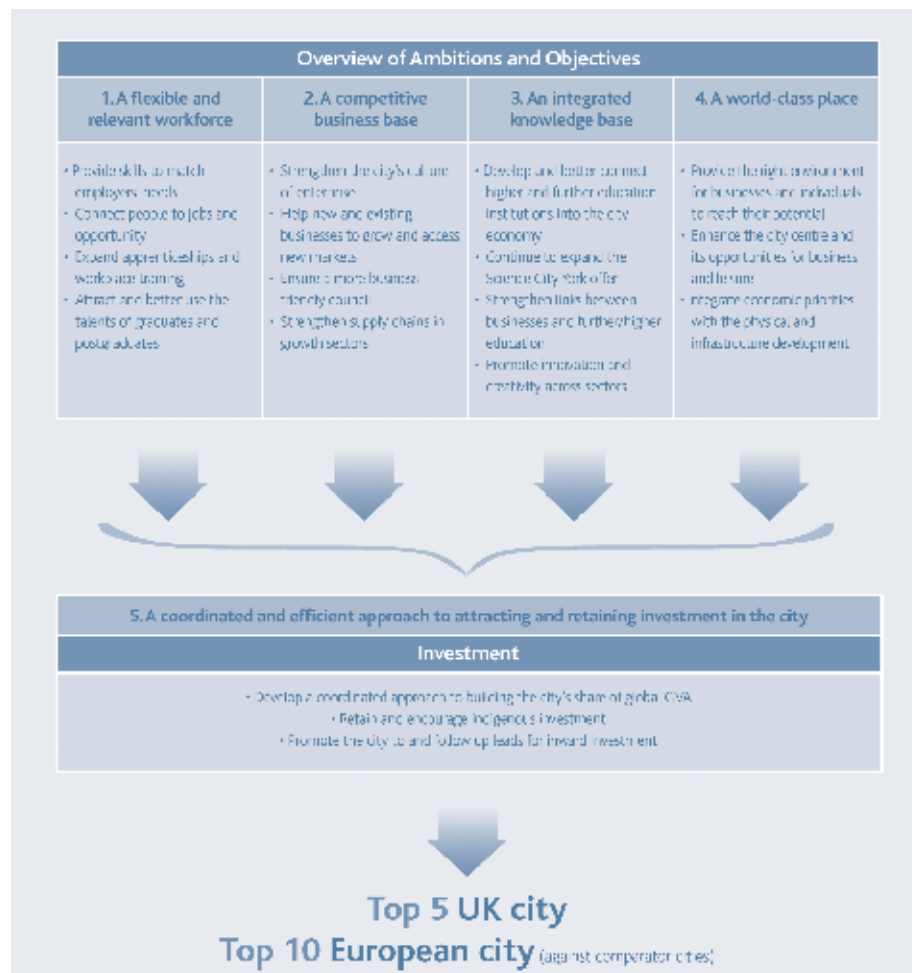 Overview of Ambitions and Objectives
1. A flexible and
relevant workforce
• Provide skills to match
employers' needs
• Connect people to jobs and
opportunity
• Expand apprenticeships and
workplace training
• Attract and better use the
talents of graduates and
postgraduates
2. A competitive
business base
• Strengthen the city's culture
of enterprise
• Help new and existing
businesses to grow and access
new markets
• Ensure a more business
friendly council
• Strengthen supply chains in
growth sectors
3. An integrated
knowledge base
• Develop and better connect
higher and further education
institutions into the city
economy
• Continue to expand the
Science City York offer
• Strengthen links between
businesses and further/higher
education
• Promote innovation and
creativity across sectors
4. A world-class place
• Provide the right environment
for businesses and individuals
to reach their potential
• Enhance the city centre and
its opportunities for business
and leisure
• Integrate economic priorities
with the physical and
infrastructure development
5. A coordinated and efficient approach to attracting and retaining investment in the city
Investment
• Develop a coordinated approach to building the city's share of global GVA
• Retain and encourage indigenous investment
• Promote the city to and follow up leads for inward investment
Top 5 UK city
Top 10 European city (against comparator cities)